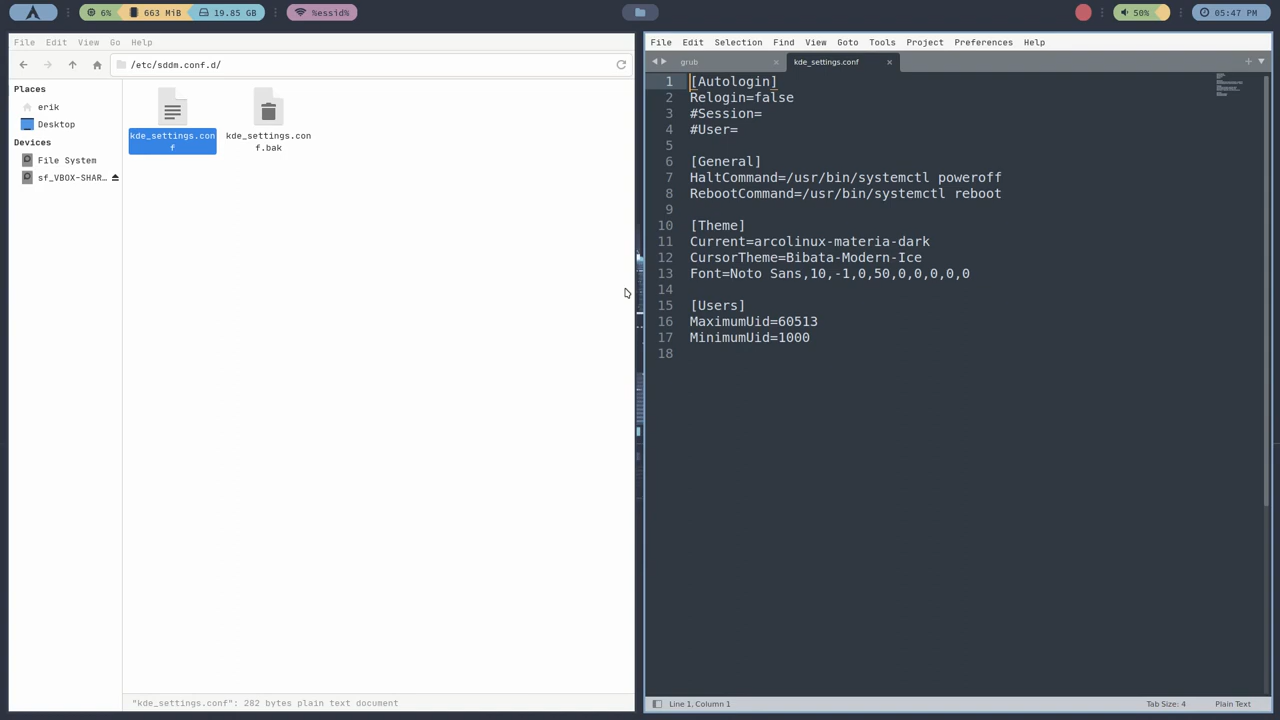 6% 663 MiB 19.85 GB %essid% 50% 05:47 PM
File Edit View Go Help
/etc/sddm.conf.d/
Places
erik
Desktop
Devices
File System
sf_VBOX-SHAR…
kde_settings.con
f
kde_settings.con
f.bak
"kde_settings.conf": 282 bytes plain text document
File Edit Selection Find View Goto Tools Project Preferences Help
grub × kde_settings.conf ×
1 [Autologin]
2 Relogin=false
3 #Session=
4 #User=
5
6 [General]
7 HaltCommand=/usr/bin/systemctl poweroff
8 RebootCommand=/usr/bin/systemctl reboot
9
10 [Theme]
11 Current=arcolinux-materia-dark
12 CursorTheme=Bibata-Modern-Ice
13 Font=Noto Sans,10,-1,0,50,0,0,0,0,0
14
15 [Users]
16 MaximumUid=60513
17 MinimumUid=1000
18
Line 1, Column 1 Tab Size: 4 Plain Text